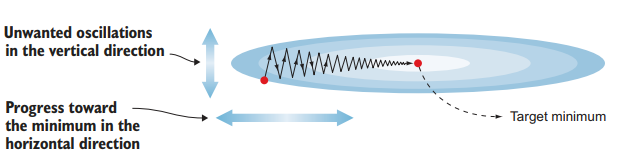 Unwanted oscillations
in the vertical direction
Progress toward
the minimum in the
horizontal direction
Target minimum